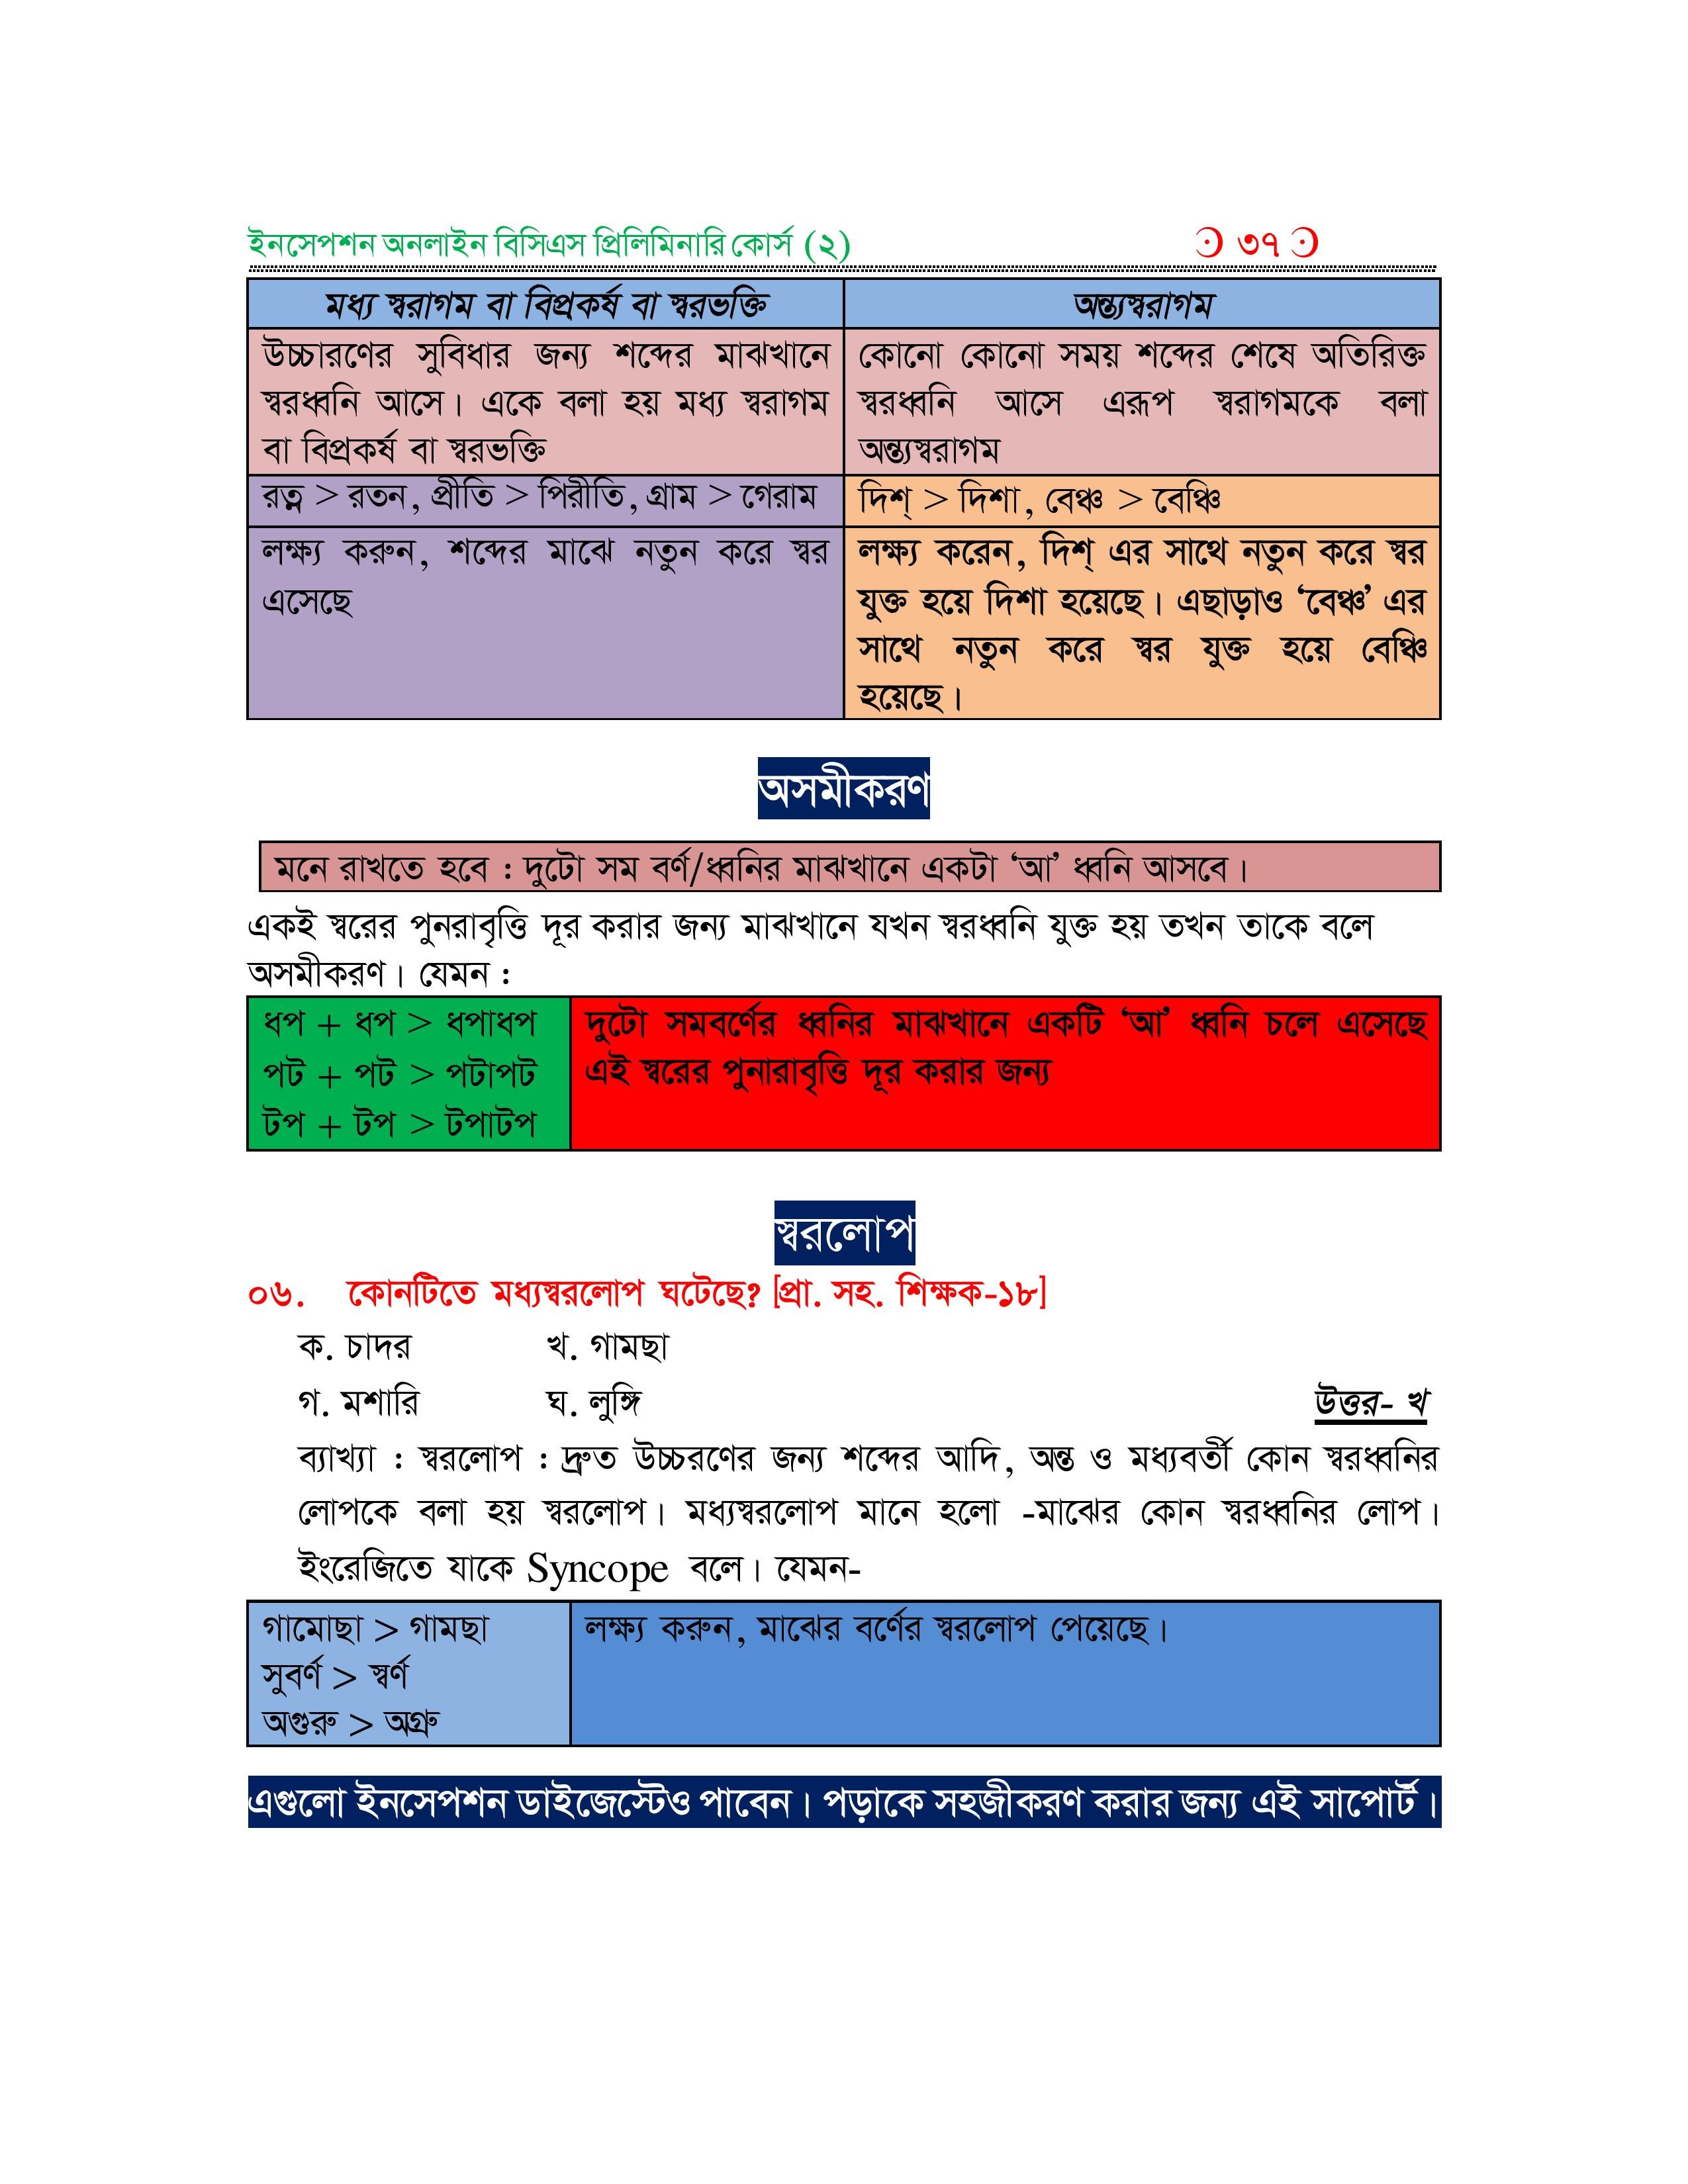 ইনসেপশন অনলাইন বিসিএস প্রিলিমিনারি কোর্স (২) ৩৭
মধ্য স্বরাগম বা বিপ্রকর্ষ বা স্বরভক্তি
অন্ত্যস্বরাগম
উচ্চারণের সুবিধার জন্য শব্দের মাঝখানে
স্বরধ্বনি আসে। একে বলা হয় মধ্য স্বরাগম
বা বিপ্রকর্ষ বা স্বরভক্তি
কোনো কোনো সময় শব্দের শেষে অতিরিক্ত
স্বরধ্বনি আসে এরূপ স্বরাগমকে বলা
অন্ত্যস্বরাগম
রত্ন > রতন, প্রীতি > পিরীতি, গ্রাম > গেরাম
দিশ্ > দিশা, বেঞ্চ > বেঞ্চি
লক্ষ্য করুন, শব্দের মাঝে নতুন করে স্বর
এসেছে
লক্ষ্য করেন, দিশ্ এর সাথে নতুন করে স্বর
যুক্ত হয়ে দিশা হয়েছে। এছাড়াও ‘বেঞ্চ’ এর
সাথে নতুন করে স্বর যুক্ত হয়ে বেঞ্চি
হয়েছে।
অসমীকরণ
মনে রাখতে হবে : দুটো সম বর্ণ/ধ্বনির মাঝখানে একটা ‘আ’ ধ্বনি আসবে।
একই স্বরের পুনরাবৃত্তি দূর করার জন্য মাঝখানে যখন স্বরধ্বনি যুক্ত হয় তখন তাকে বলে
অসমীকরণ। যেমন :
ধপ + ধপ > ধপাধপ
পট + পট > পটাপট
টপ + টপ > টপাটপ
দুটো সমবর্ণের ধ্বনির মাঝখানে একটি ‘আ’ ধ্বনি চলে এসেছে
এই স্বরের পুনারাবৃত্তি দূর করার জন্য
স্বরলোপ
০৬. কোনটিতে মধ্যস্বরলোপ ঘটেছে? [প্রা. সহ. শিক্ষক-১৮]
ক. চাদর খ. গামছা
গ. মশারি ঘ. লুঙ্গি উত্তর- খ
ব্যাখ্যা : স্বরলোপ : দ্রুত উচ্চরণের জন্য শব্দের আদি, অন্ত ও মধ্যবর্তী কোন স্বরধ্বনির
লোপকে বলা হয় স্বরলোপ। মধ্যস্বরলোপ মানে হলো -মাঝের কোন স্বরধ্বনির লোপ।
ইংরেজিতে যাকে Syncope বলে। যেমন-
গামোছা > গামছা
সুবর্ণ > স্বর্ণ
অগুরু > অগ্রু
লক্ষ্য করুন, মাঝের বর্ণের স্বরলোপ পেয়েছে।
এগুলো ইনসেপশন ডাইজেস্টেও পাবেন। পড়াকে সহজীকরণ করার জন্য এই সাপোর্ট।